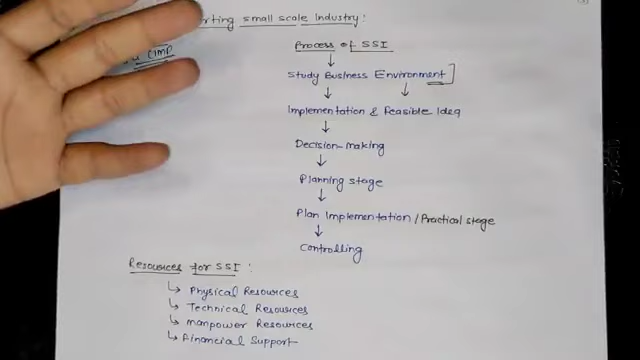 small scale Industry:
(IMP
Process of SSI
Study Business Environment
Implementation & Feasible Idea
Decision-making
Planning stage
Plan Implementation / Practical stage
Controlling
Resources for SSI :
Physical Resources
Technical Resources
Manpower Resources
Financial Support